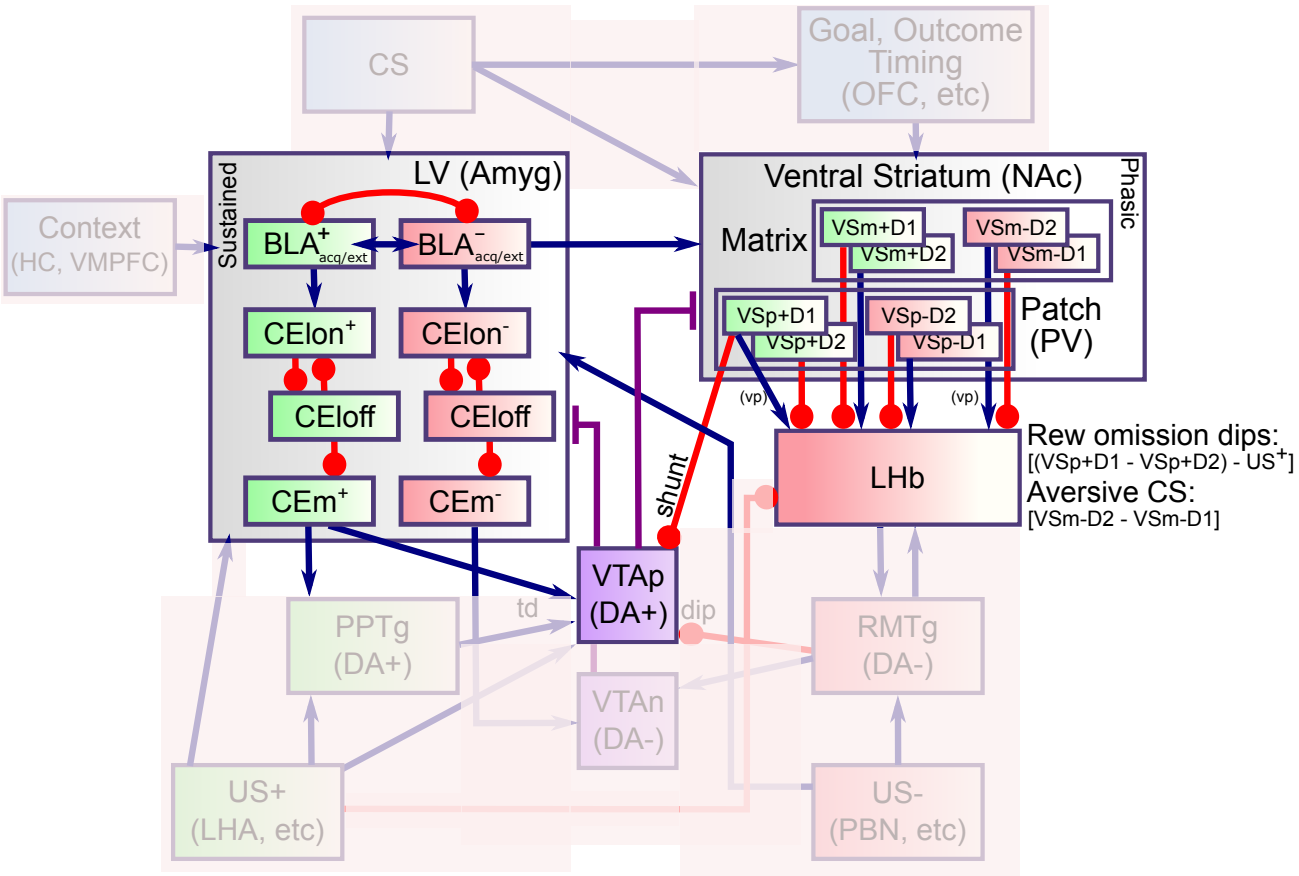 CS
Goal, Outcome
Timing
(OFC, etc)
Sustained
LV (Amyg)
Ventral Striatum (NAc)
Phasic
Context
(HC, VMPFC)
BLA+acq/ext
BLA-acq/ext
Matrix
VSm+D1
VSm+D2
VSm-D2
VSm-D1
CElon+
CElon-
VSp+D1
VSp+D2
VSp-D2
VSp-D1
Patch
(PV)
CEloff
CEloff
(vp)
(vp)
CEm+
CEm-
shunt
LHb
Rew omission dips:
[(VSp+D1 - VSp+D2) - US+]
Aversive CS:
[VSm-D2 - VSm-D1]
PPTg
(DA+)
td
VTAp
(DA+)
dip
RMTg
(DA-)
VTAn
(DA-)
US+
(LHA, etc)
US-
(PBN, etc)